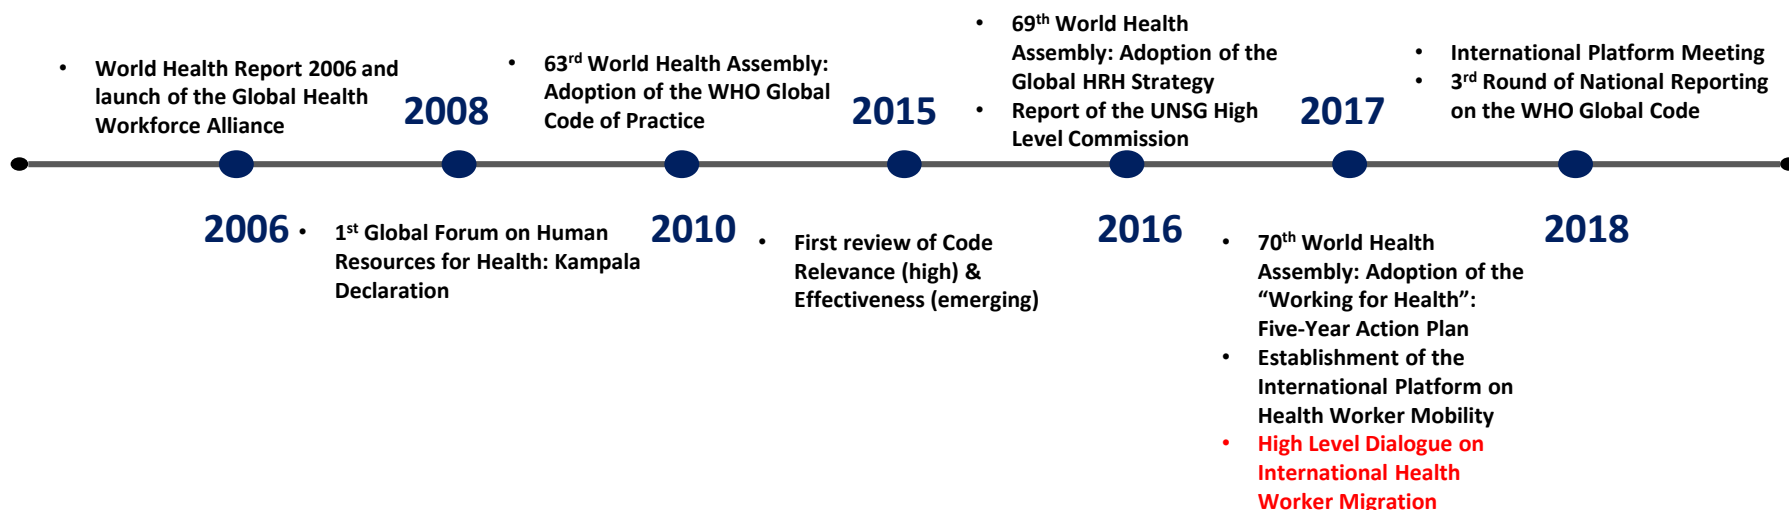 • World Health Report 2006 and
launch of the Global Health
Workforce Alliance
2006
2008
• 1st Global Forum on Human
Resources for Health: Kampala
Declaration
• 63rd World Health Assembly:
Adoption of the WHO Global
Code of Practice
2010
2015
• First review of Code
Relevance (high) &
Effectiveness (emerging)
• 69th World Health
Assembly: Adoption of the
Global HRH Strategy
• Report of the UNSG High
Level Commission
2016
2017
• 70th World Health
Assembly: Adoption of the
“Working for Health”:
Five-Year Action Plan
• Establishment of the
International Platform on
Health Worker Mobility
• High Level Dialogue on
International Health
Worker Migration
• International Platform Meeting
• 3rd Round of National Reporting
on the WHO Global Code
2018